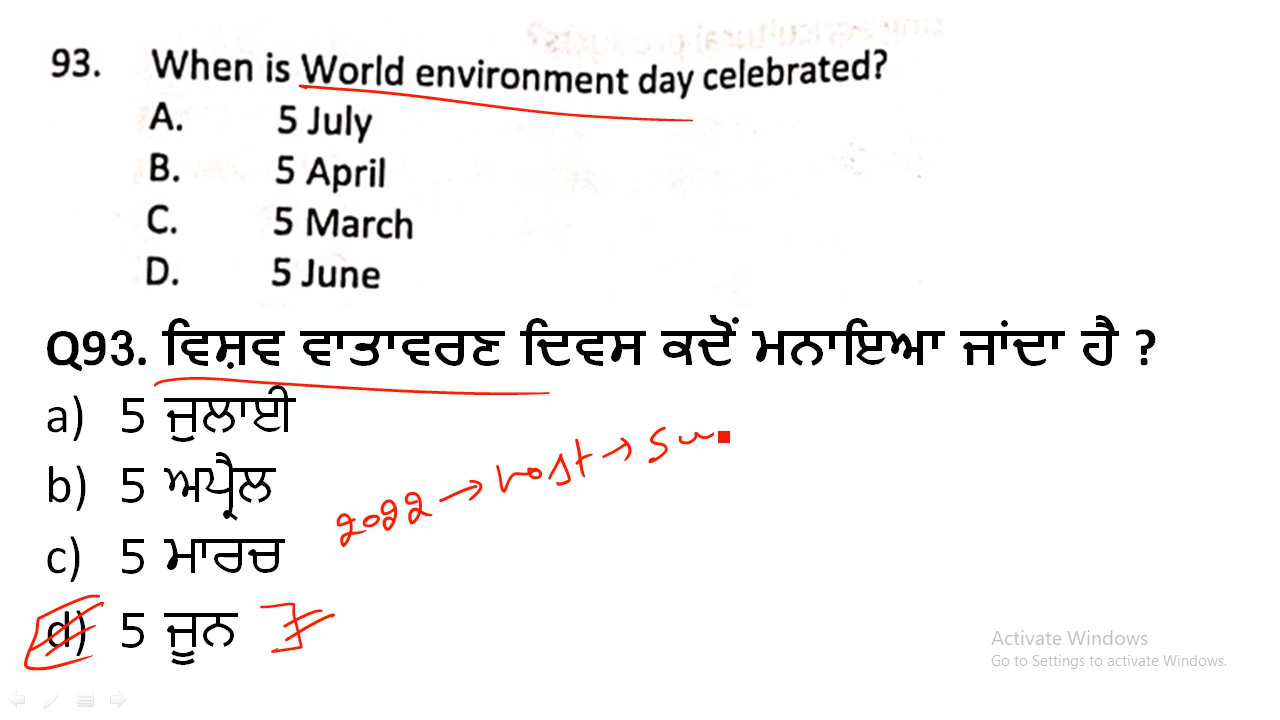 93. When is World environment day celebrated?
A. 5 July
B. 5 April
C. 5 March
D. 5 June
Q93. ਵਿਸ਼ਵ ਵਾਤਾਵਰਣ ਦਿਵਸ ਕਦੋਂ ਮਨਾਇਆ ਜਾਂਦਾ ਹੈ ?
a) 5 ਜੁਲਾਈ
b) 5 ਅਪ੍ਰੈਲ
2022 → host → Sw
c) 5 ਮਾਰਚ
d) 5 ਜੂਨ
Activate Windows
Go to Settings to activate Windows.